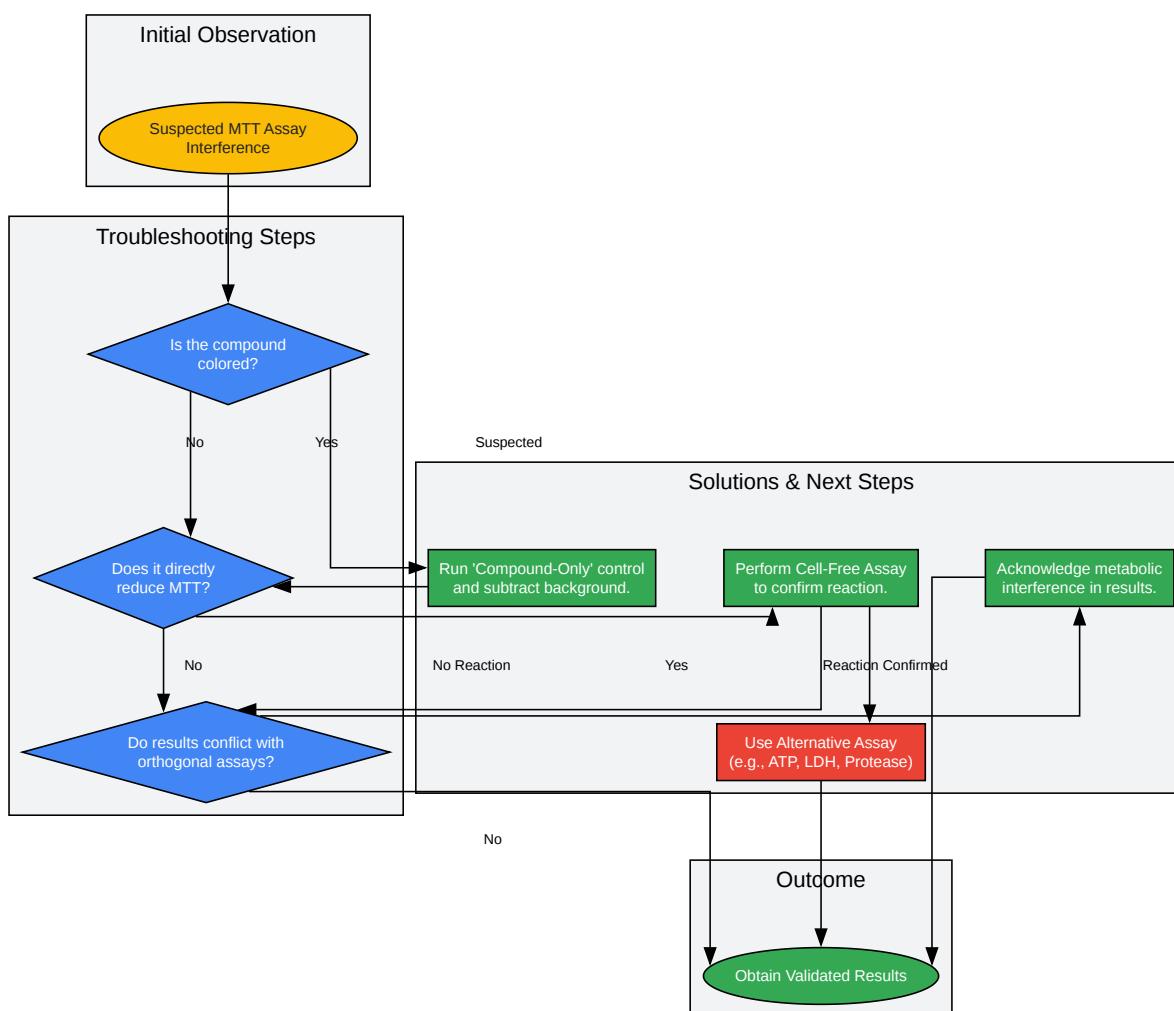 Initial Observation
Suspected MTT Assay
Interference
Troubleshooting Steps
Is the compound
colored?
No
Yes
Suspected
Solutions & Next Steps
Does it directly
reduce MTT?
Run 'Compound-Only' control
and subtract background.
Perform Cell-Free Assay
to confirm reaction.
Acknowledge metabolic
interference in results.
No
No Reaction
Yes
Reaction Confirmed
Do results conflict with
orthogonal assays?
Use Alternative Assay
(e.g., ATP, LDH, Protease)
No
Outcome
Obtain Validated Results